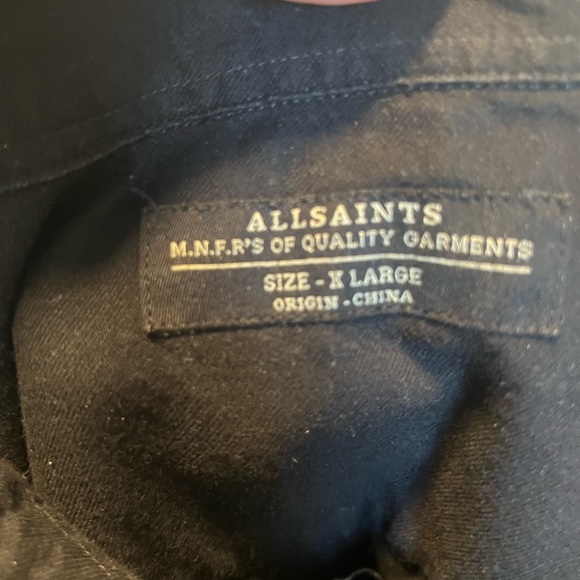 ALLSAINTS
M.N.F.R'S OF QUALITY GARMENTS
SIZE - X LARGE
ORIGIN - CHINA